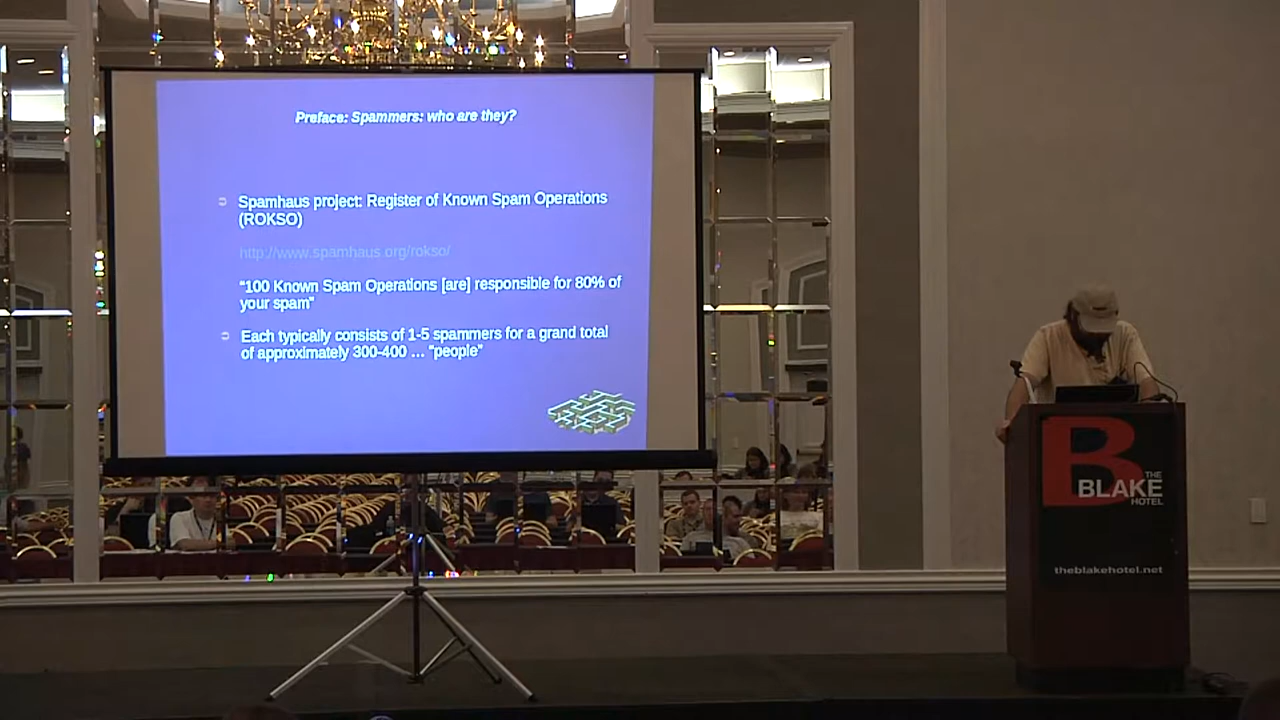 Preface: Spammers: who are they?
Spamhaus project: Register of Known Spam Operations
(ROKSO)
http://www.spamhaus.org/rokso/
“100 Known Spam Operations [are] responsible for 80% of
your spam”
Each typically consists of 1-5 spammers for a grand total
of approximately 300-400 ... “people”
B
THE
BLAKE
HOTEL
theblakehotel.net